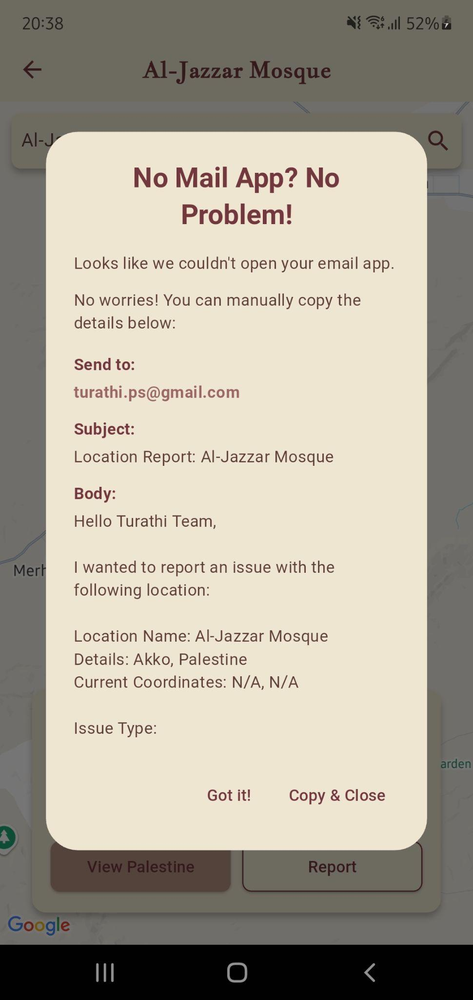 20:38
6
52%
Al-Jazzar Mosque
No Mail App? No
Problem!
Looks like we couldn't open your email app.
No worries! You can manually copy the
details below:
Send to:
turathi.ps@gmail.com
Subject:
Location Report: Al-Jazzar Mosque
Body:
Hello Turathi Team,
I wanted to report an issue with the
following location:
Location Name: Al-Jazzar Mosque
Details: Akko, Palestine
Current Coordinates: N/A, N/A
Issue Type:
Got it!
Copy & Close
View Palestine
Report
Google